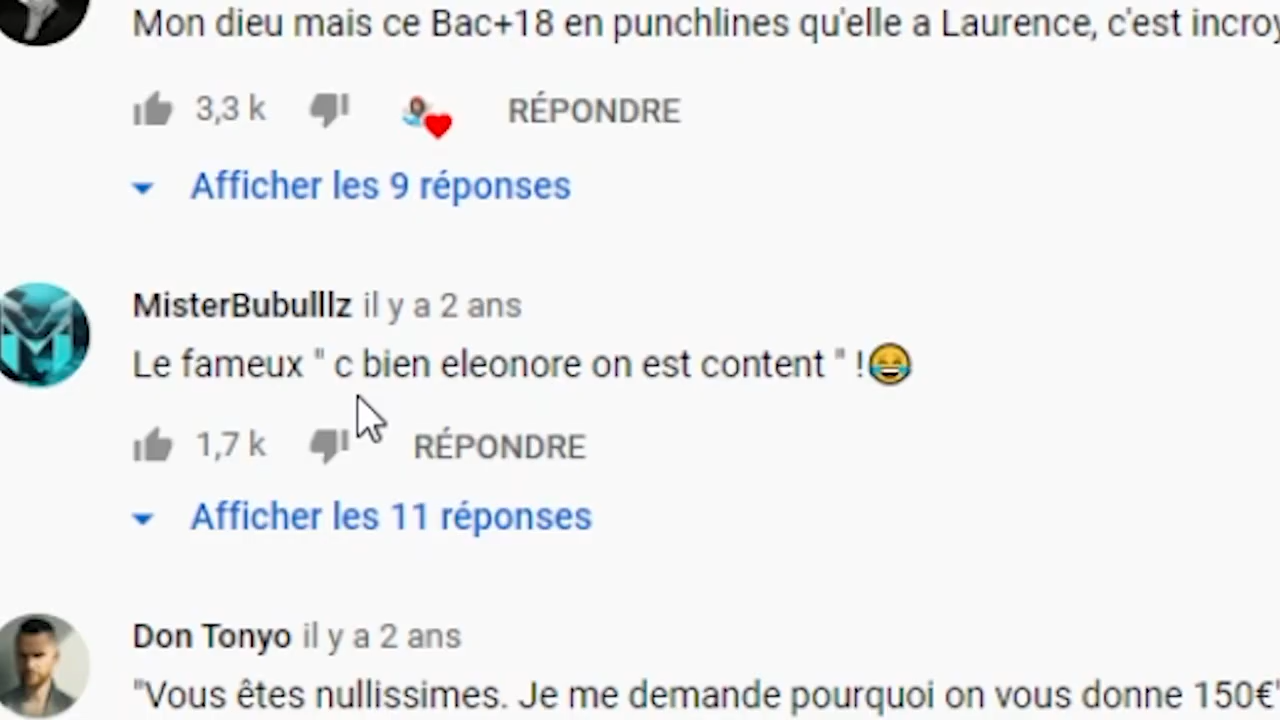 Mon dieu mais ce Bac+18 en punchlines qu'elle a Laurence, c'est
3,3 k RÉPONDRE
Afficher les 9 réponses
MisterBubulllz il y a 2 ans
Le fameux " c bien eleonore on est content " !😂
1,7 k RÉPONDRE
Afficher les 11 réponses
Don Tonyo il y a 2 ans
"Vous êtes nullissimes. Je me demande pourquoi on vous donne 150€"